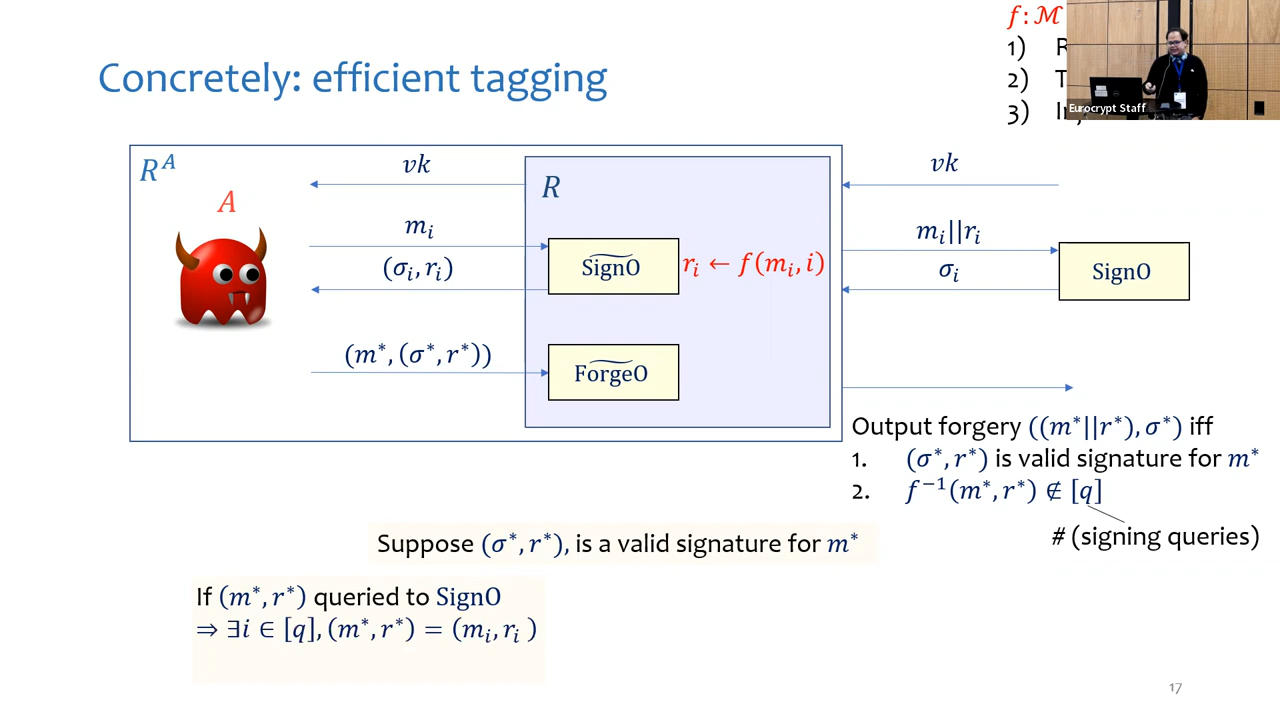 f: ℳ
Concretely: efficient tagging
1)
2)
3)
Eurocrypt Staff
R^A
A
vk
R
vk
m_i
(σ_i, r_i)
S͠ignO
r_i ← f(m_i, i)
m_i||r_i
σ_i
SignO
(m*, (σ*, r*))
F͠orgeO
Output forgery ((m*||r*), σ*) iff
1. (σ*, r*) is valid signature for m*
2. f⁻¹(m*, r*) ∉ [q]
# (signing queries)
Suppose (σ*, r*), is a valid signature for m*
If (m*, r*) queried to SignO
⇒ ∃i ∈ [q], (m*, r*) = (m_i, r_i )
17